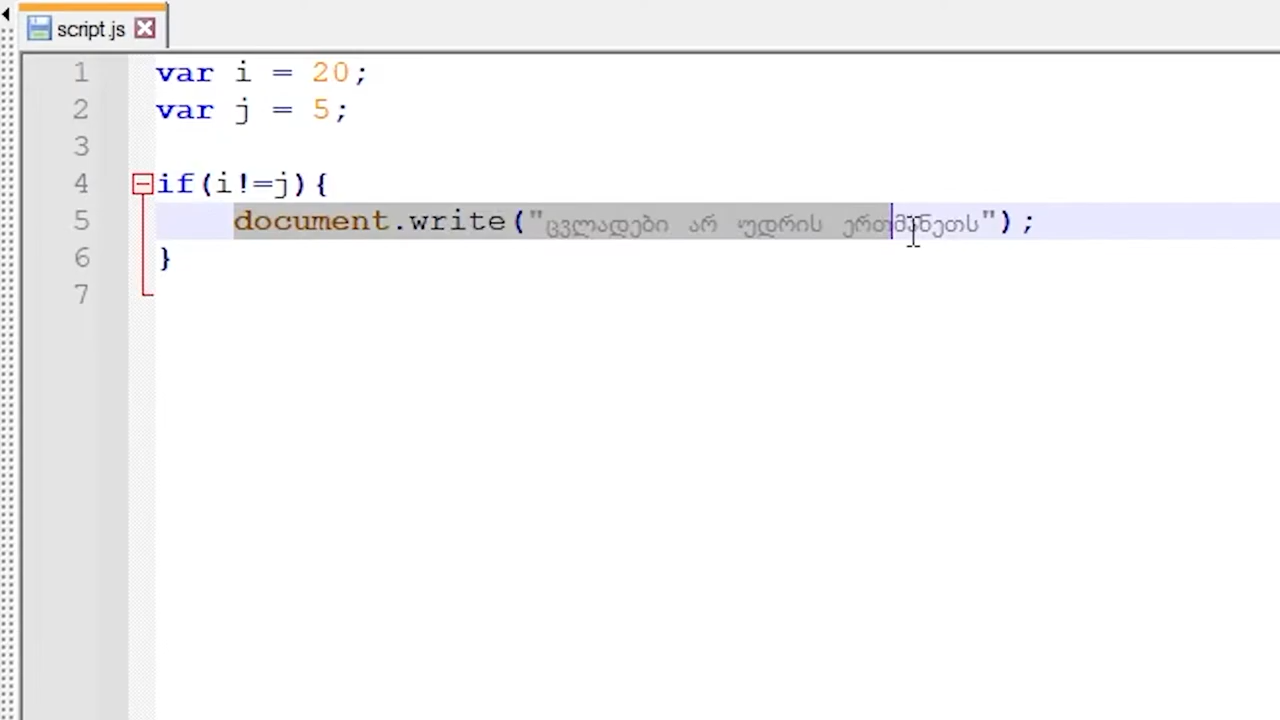 script.js
1 var i = 20;
2 var j = 5;
3
4 if(i!=j){
5 document.write("ცვლადები არ უდრის ერთმანეთს");
6 }
7